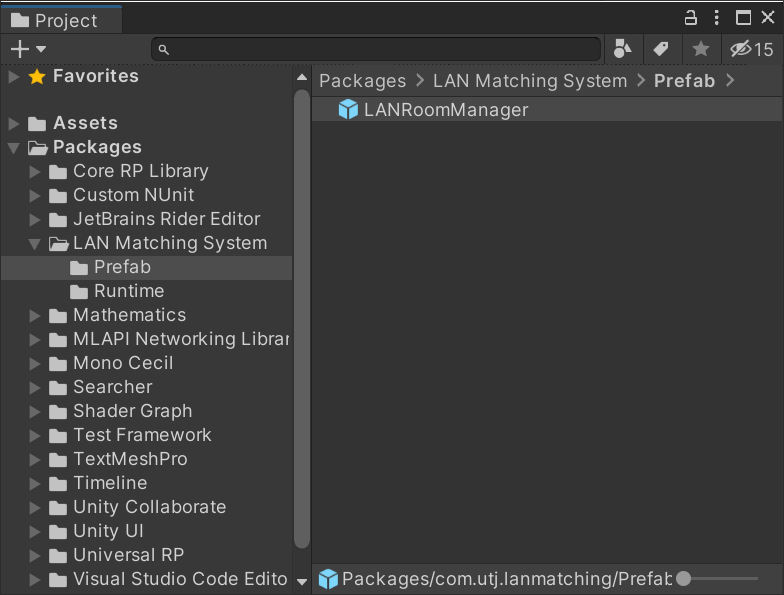 Project
15
Favorites
Assets
Packages
Core RP Library
Custom NUnit
JetBrains Rider Editor
LAN Matching System
Prefab
Runtime
Mathematics
MLAPI Networking Librar
Mono Cecil
Searcher
Shader Graph
Test Framework
TextMeshPro
Timeline
Unity Collaborate
Unity UI
Universal RP
Visual Studio Code Edito
Packages > LAN Matching System > Prefab >
LANRoomManager
Packages/com.utj.lanmatching/Prefab